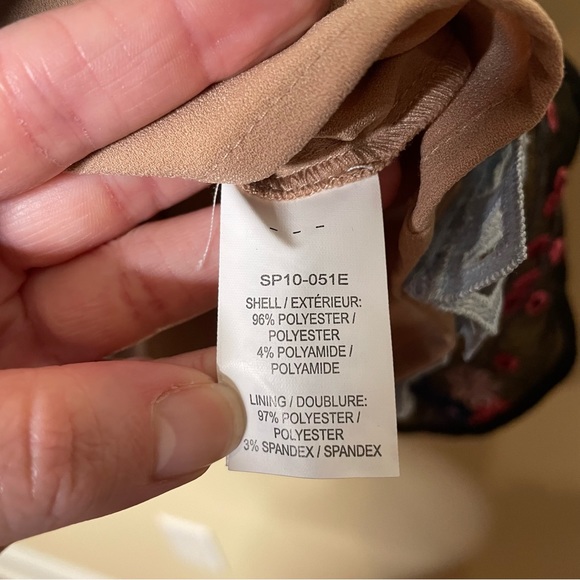 - - -
SP10-051E
SHELL / EXTÉRIEUR:
96% POLYESTER /
POLYESTER
4% POLYAMIDE /
POLYAMIDE
LINING / DOUBLURE:
97% POLYESTER /
POLYESTER
3% SPANDEX / SPANDEX